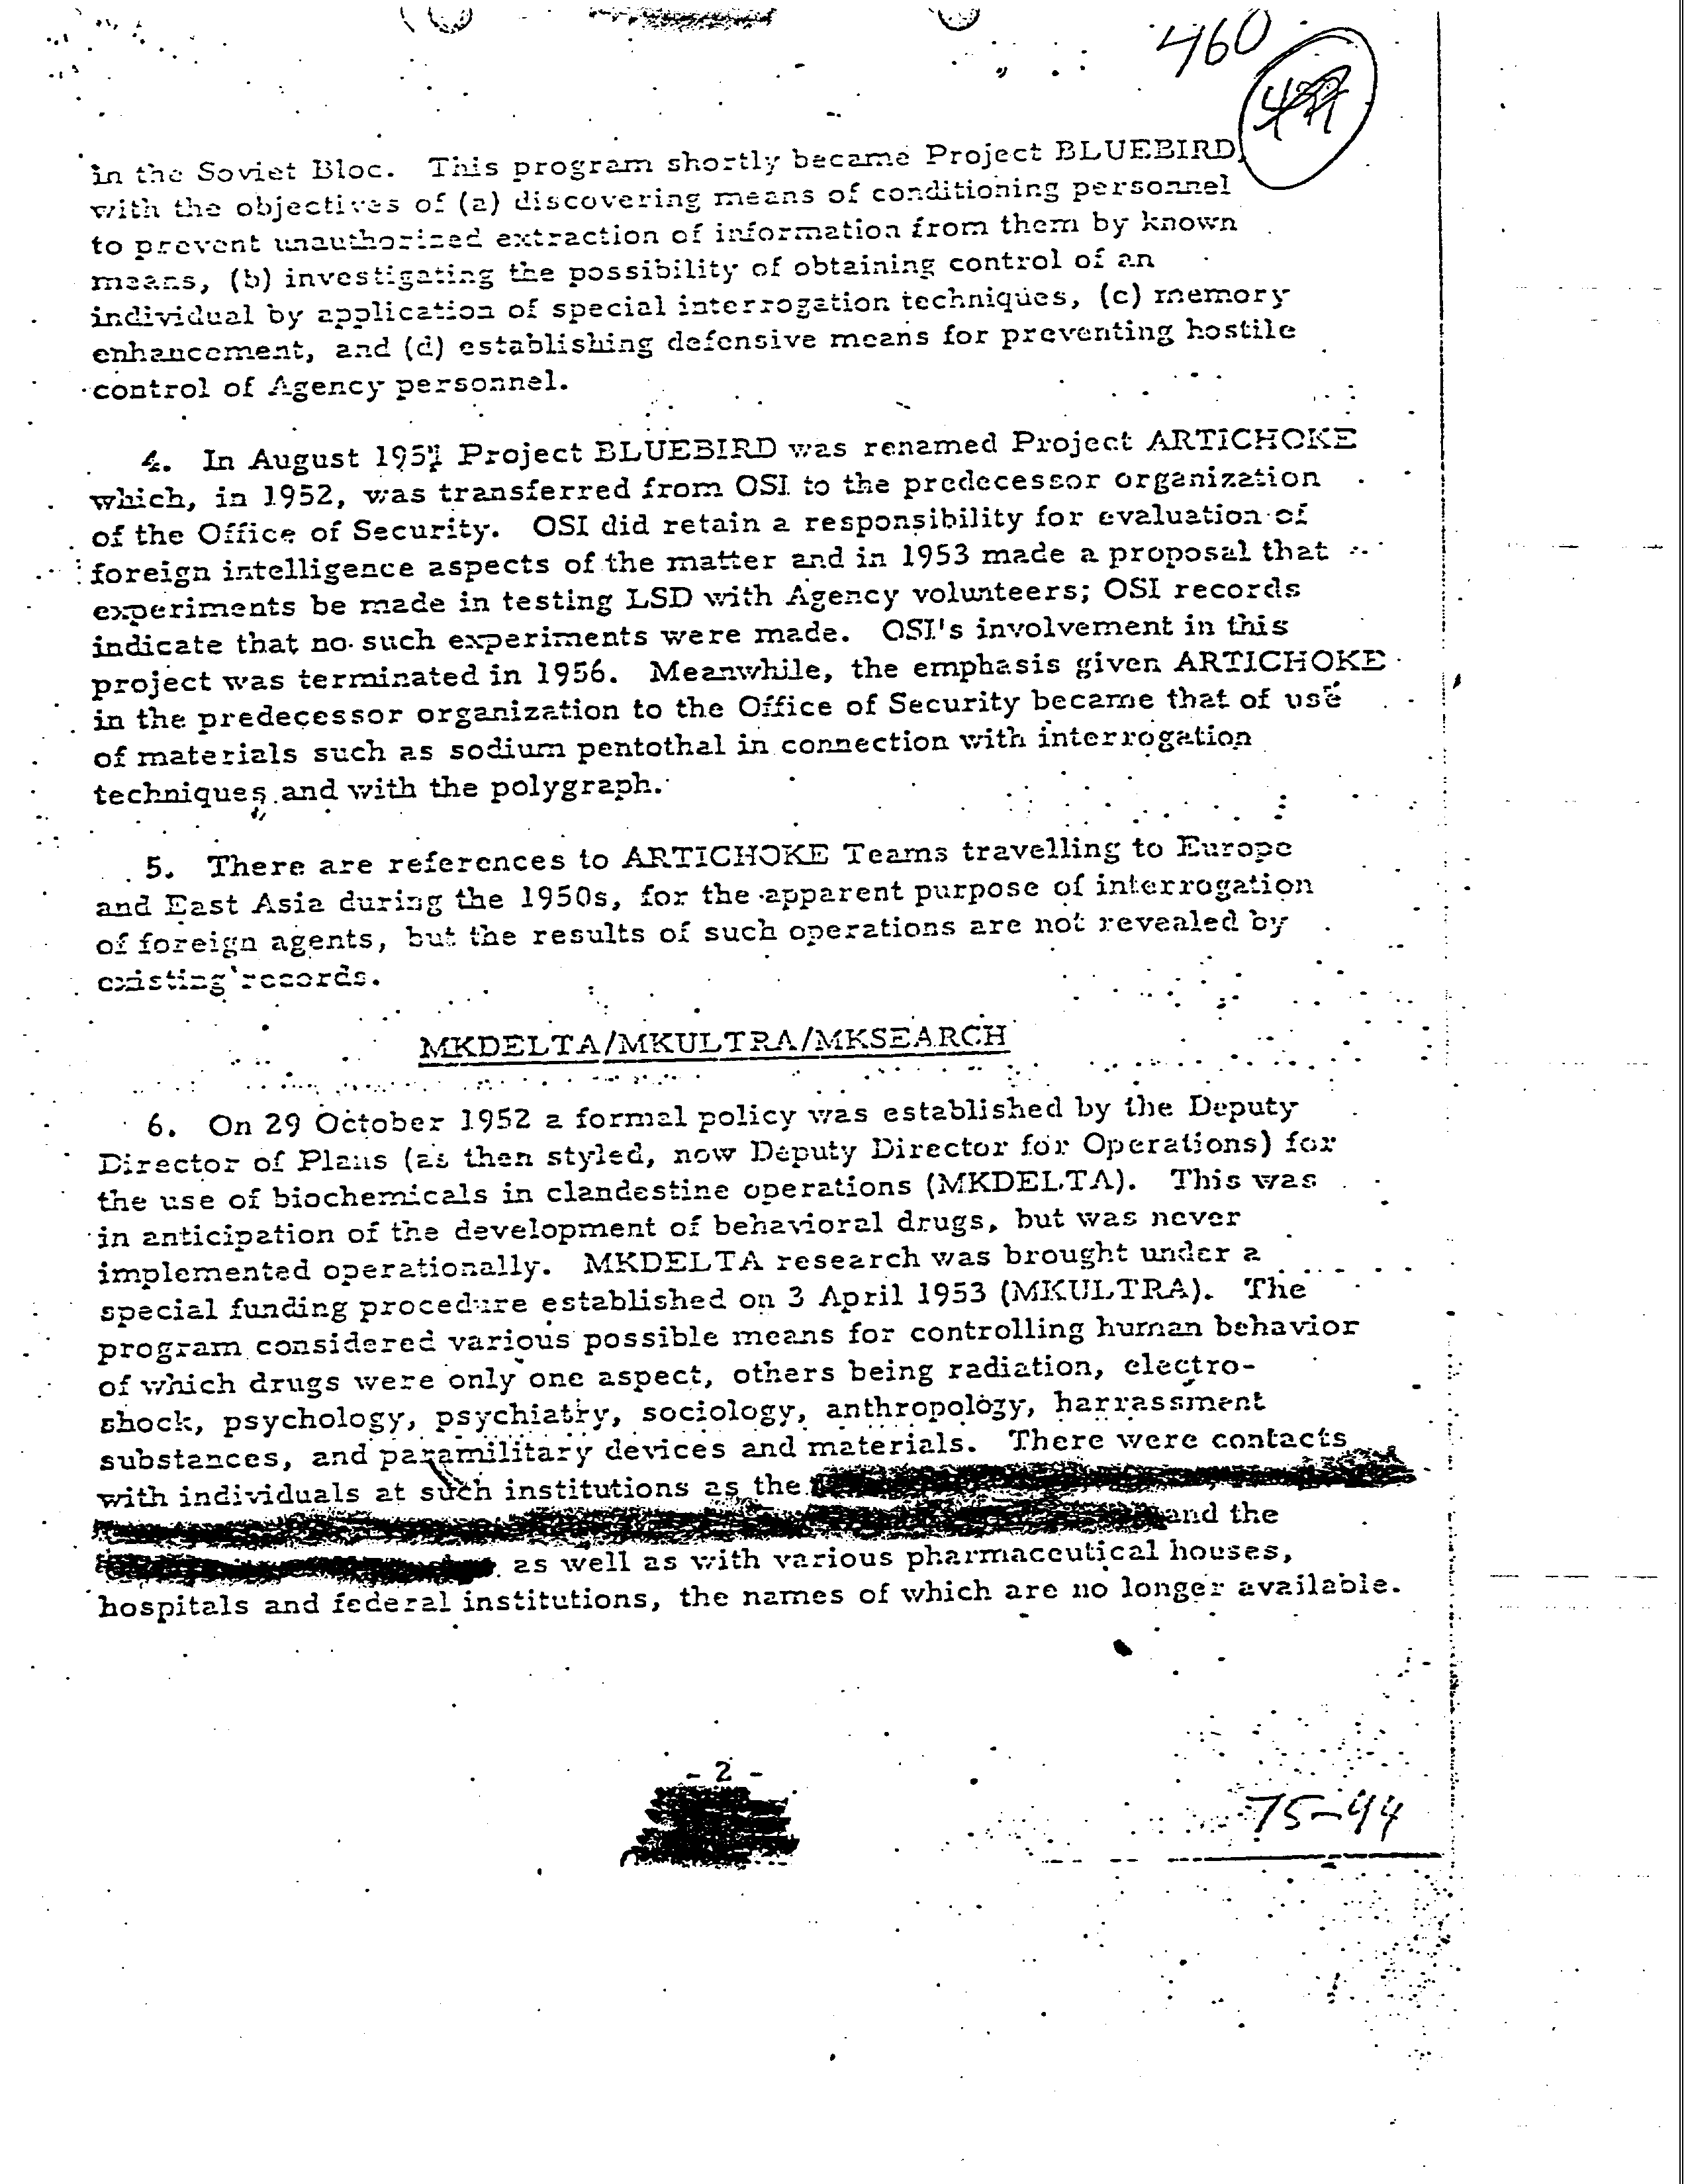 460
in the Soviet Bloc. This program shortly became Project BLUEBIRD,
with the objectives of (a) discovering means of conditioning personnel
to prevent unauthorized extraction of information from them by known
means, (b) investigating the possibility of obtaining control of an
individual by application of special interrogation techniques, (c) memory
enhancement, and (d) establishing defensive means for preventing hostile
control of Agency personnel.
4. In August 1951 Project BLUEBIRD was renamed Project ARTICHOKE
which, in 1952, was transferred from OSI to the predecessor organization
of the Office of Security. OSI did retain a responsibility for evaluation of
foreign intelligence aspects of the matter and in 1953 made a proposal that
experiments be made in testing LSD with Agency volunteers; OSI records
indicate that no such experiments were made. OSI's involvement in this
project was terminated in 1956. Meanwhile, the emphasis given ARTICHOKE
in the predecessor organization to the Office of Security became that of use
of materials such as sodium pentothal in connection with interrogation
techniques and with the polygraph.
5. There are references to ARTICHOKE Teams travelling to Europe
and East Asia during the 1950s, for the apparent purpose of interrogation
of foreign agents, but the results of such operations are not revealed by
existing records.
MKDELTA/MKULTRA/MKSEARCH
6. On 29 October 1952 a formal policy was established by the Deputy
Director of Plans (as then styled, now Deputy Director for Operations) for
the use of biochemicals in clandestine operations (MKDELTA). This was
in anticipation of the development of behavioral drugs, but was never
implemented operationally. MKDELTA research was brought under a
special funding procedure established on 3 April 1953 (MKULTRA). The
program considered various possible means for controlling human behavior
of which drugs were only one aspect, others being radiation, electro-
shock, psychology, psychiatry, sociology, anthropology, harrassment
substances, and paramilitary devices and materials. There were contacts
with individuals at such institutions as the
and the
as well as with various pharmaceutical houses,
hospitals and federal institutions, the names of which are no longer available.
- 2 -
75-44